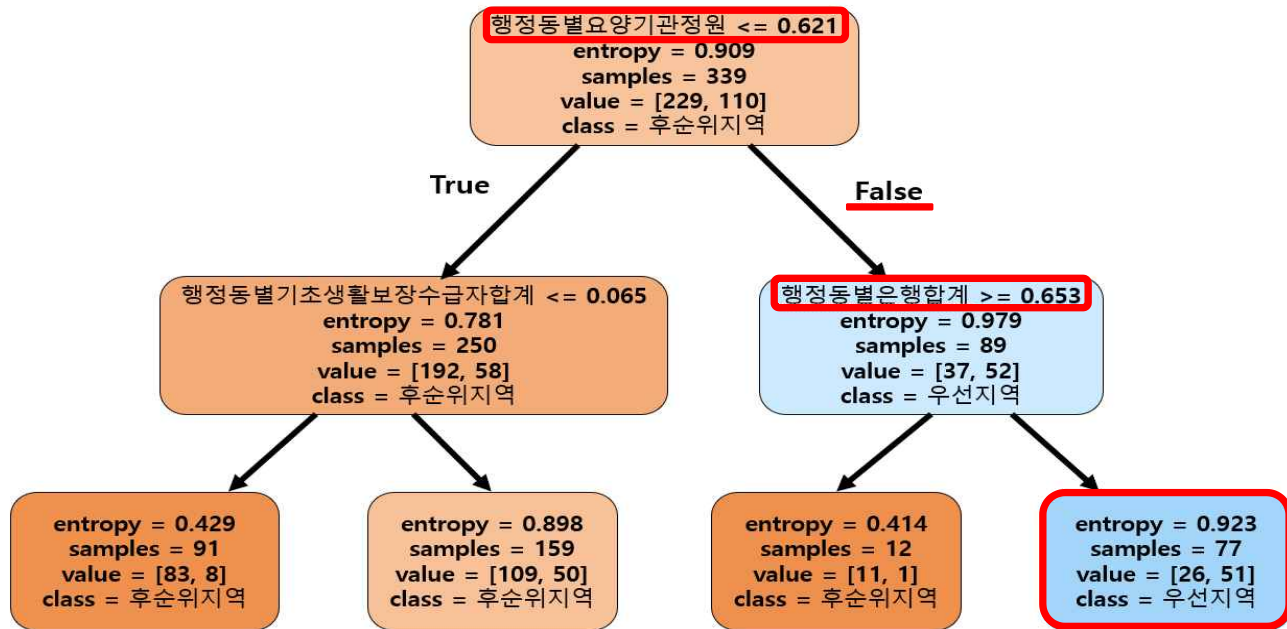 행정동별요양기관정원 <= 0.621
entropy = 0.909
samples = 339
value = [229, 110]
class = 후순위지역
True
False
행정동별기초생활보장수급자합계 <= 0.065
entropy = 0.781
samples = 250
value = [192, 58]
class = 후순위지역
행정동별은행합계 >= 0.653
entropy = 0.979
samples = 89
value = [37, 52]
class = 우선지역
entropy = 0.429
samples = 91
value = [83, 8]
class = 후순위지역
entropy = 0.898
samples = 159
value = [109, 50]
class = 후순위지역
entropy = 0.414
samples = 12
value = [11, 1]
class = 후순위지역
entropy = 0.923
samples = 77
value = [26, 51]
class = 우선지역